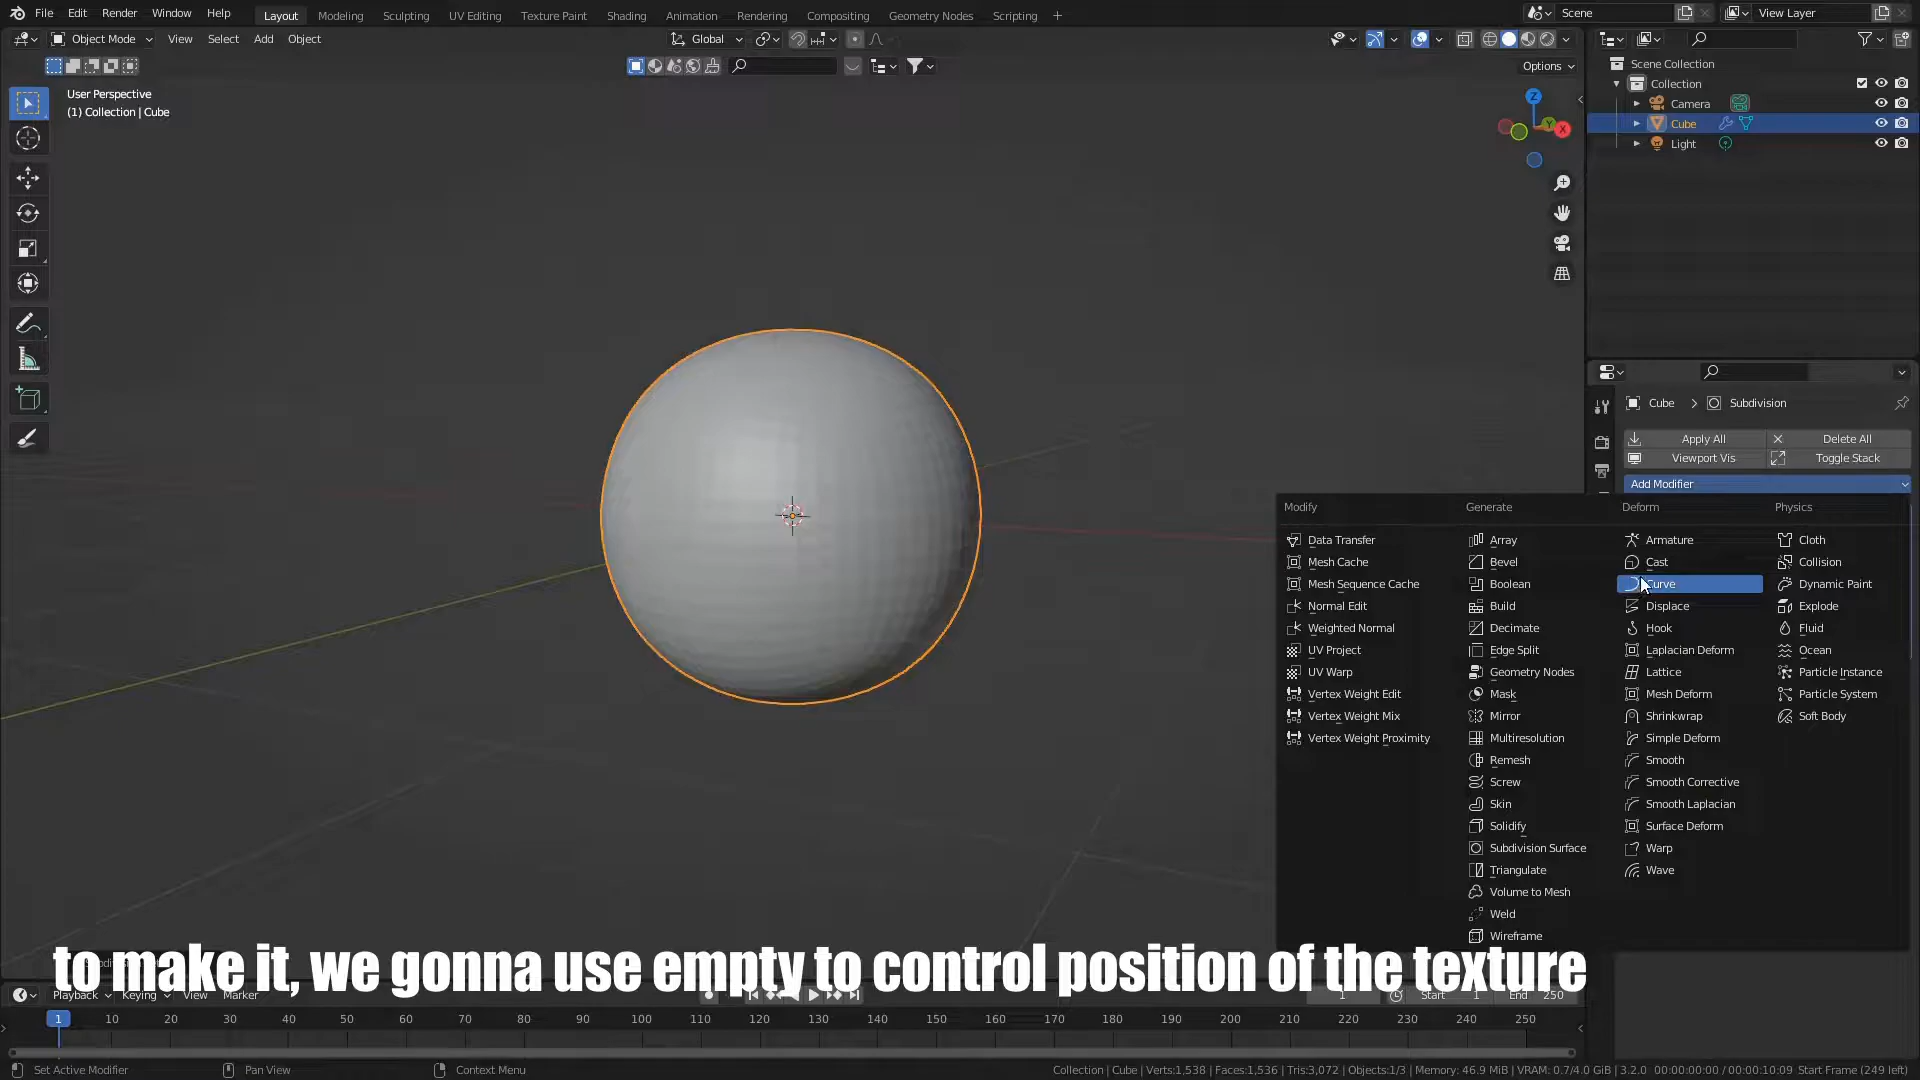 File Edit Render Window Help Layout Modeling Sculpting UV Editing Texture Paint Shading Animation Rendering Compositing Geometry Nodes Scripting + Scene View Layer
Object Mode View Select Add Object Global
Options
User Perspective
(1) Collection | Cube
Z
Y
X
Scene Collection
Collection
Camera
Cube
Light
Cube > Subdivision
Apply All Delete All
Viewport Vis Toggle Stack
Add Modifier
Modify Generate Deform Physics
Data Transfer Array Armature Cloth
Mesh Cache Bevel Cast Collision
Mesh Sequence Cache Boolean Curve Dynamic Paint
Normal Edit Build Displace Explode
Weighted Normal Decimate Hook Fluid
UV Project Edge Split Laplacian Deform Ocean
UV Warp Geometry Nodes Lattice Particle Instance
Vertex Weight Edit Mask Mesh Deform Particle System
Vertex Weight Mix Mirror Shrinkwrap Soft Body
Vertex Weight Proximity Multiresolution Simple Deform
Remesh Smooth
Screw Smooth Corrective
Skin Smooth Laplacian
Solidify Surface Deform
Subdivision Surface Warp
Triangulate Wave
Volume to Mesh
Weld
Wireframe
to make it, we gonna use empty to control position of the texture
Playback Keying View Marker 1 Start 1 End 250
1 10 20 30 40 50 60 70 80 90 100 110 120 130 140 150 160 170 180 190 200 210 220 230 240 250
Set Active Modifier Pan View Context Menu Collection | Cube | Verts:1,538 | Faces:1,536 | Tris:3,072 | Objects:1/3 | Memory: 46.9 MiB | VRAM: 0.7/4.0 GiB | 3.2.0 00:00:00:00 / 00:00:10:09 Start Frame (249 left)